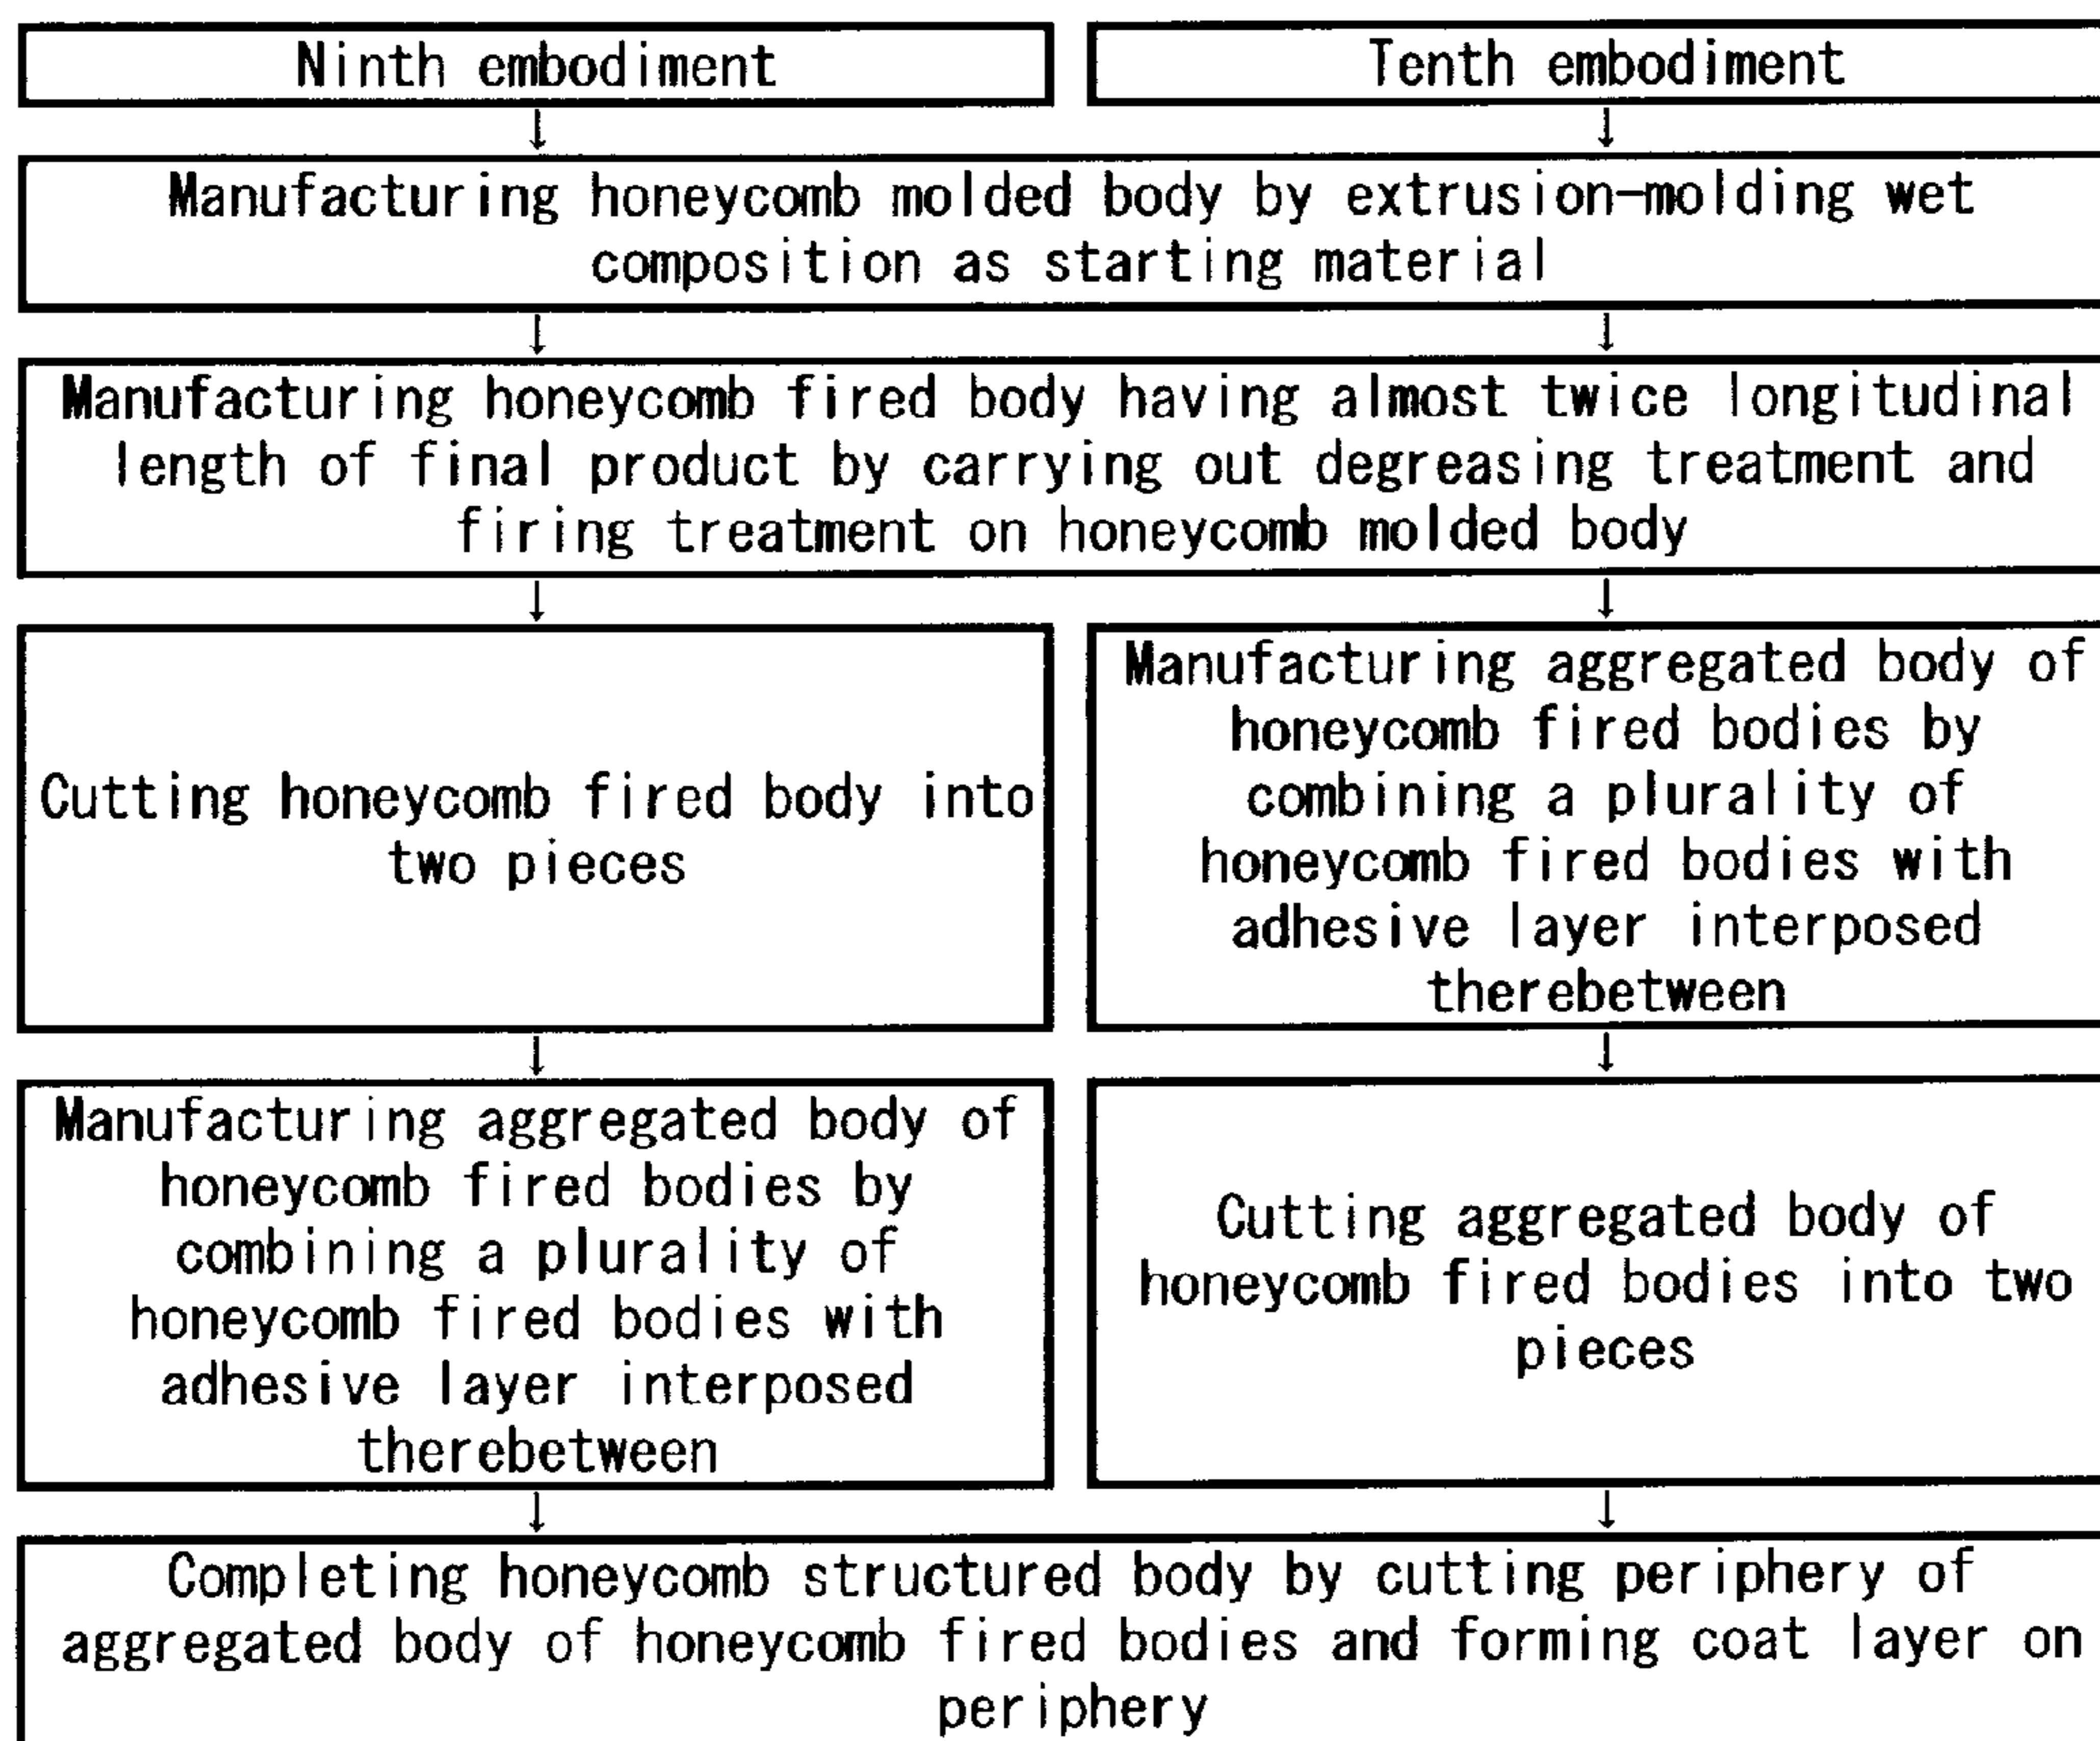 Ninth embodiment
Tenth embodiment
↓
↓
Manufacturing honeycomb molded body by extrusion-molding wet
composition as starting material
↓
↓
Manufacturing honeycomb fired body having almost twice longitudinal
length of final product by carrying out degreasing treatment and
firing treatment on honeycomb molded body
↓
↓
Cutting honeycomb fired body into
two pieces
Manufacturing aggregated body of
honeycomb fired bodies by
combining a plurality of
honeycomb fired bodies with
adhesive layer interposed
therebetween
↓
↓
Manufacturing aggregated body of
honeycomb fired bodies by
combining a plurality of
honeycomb fired bodies with
adhesive layer interposed
therebetween
Cutting aggregated body of
honeycomb fired bodies into two
pieces
↓
↓
Completing honeycomb structured body by cutting periphery of
aggregated body of honeycomb fired bodies and forming coat layer on
periphery